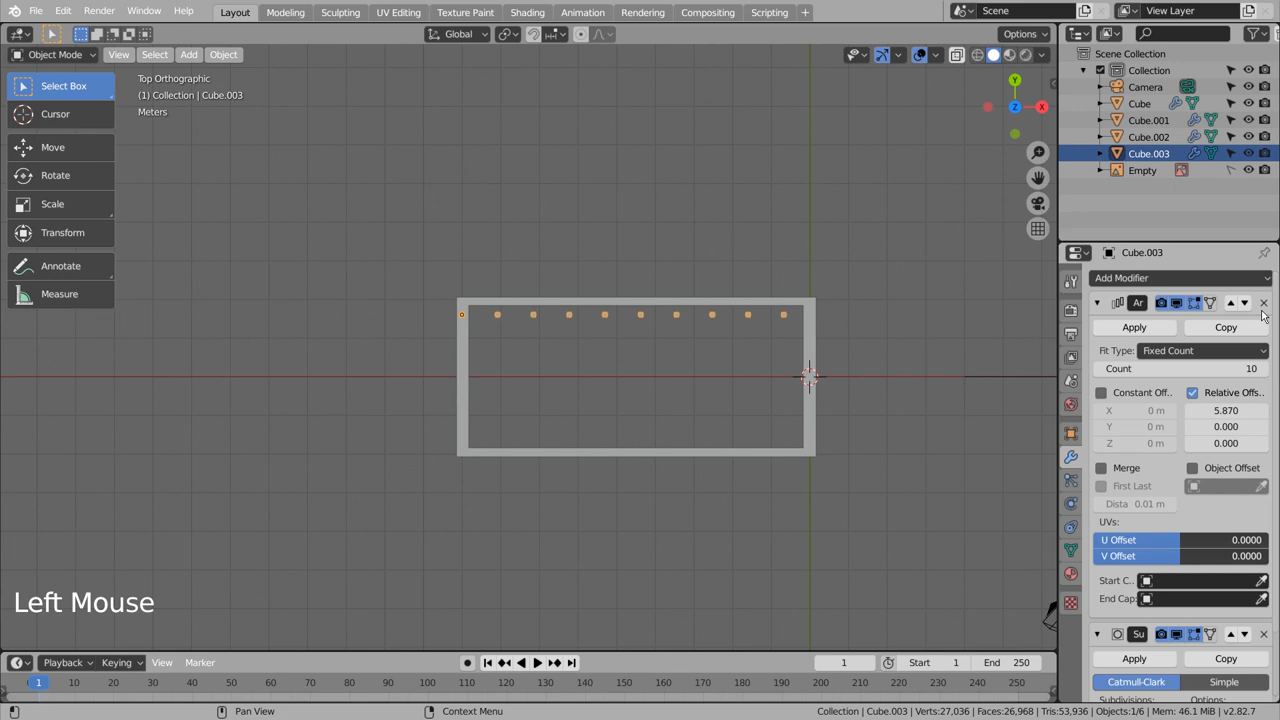 File Edit Render Window Help Layout Modeling Sculpting UV Editing Texture Paint Shading Animation Rendering Compositing Scripting + Scene View Layer
Global Options
Object Mode View Select Add Object
Scene Collection
Collection
Camera
Cube
Cube.001
Cube.002
Cube.003
Empty
Select Box
Cursor
Move
Rotate
Scale
Transform
Annotate
Measure
Top Orthographic
(1) Collection | Cube.003
Meters
Y
Z
X
Cube.003
Add Modifier
Ar
Apply Copy
Fit Type: Fixed Count
Count 10
Constant Off.. Relative Offs..
X 0 m 5.870
Y 0 m 0.000
Z 0 m 0.000
Merge Object Offset
First Last
Dista 0.01 m
UVs:
U Offset 0.0000
V Offset 0.0000
Start C..
End Cap:
Su
Apply Copy
Catmull-Clark Simple
Subdivisions: Options:
Left Mouse
Playback Keying View Marker 1 Start 1 End 250
1 10 20 30 40 50 60 70 80 90 100 110 120 130 140 150 160 170 180 190 200 210 220 230 240 250
Pan View Context Menu Collection | Cube.003 | Verts:27,036 | Faces:26,968 | Tris:53,936 | Objects:1/6 | Mem: 46.1 MiB | v2.82.7